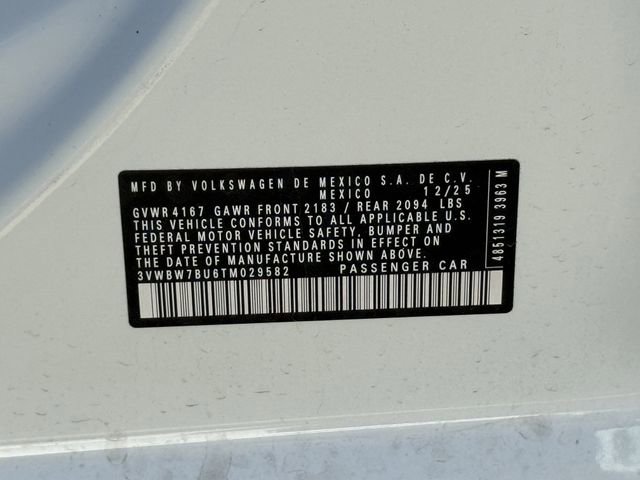 MFD BY VOLKSWAGEN DE MEXICO S.A. DE C.V.
MEXICO 12/25
GVWR 4167 GAWR FRONT 2183 / REAR 2094 LBS
THIS VEHICLE CONFORMS TO ALL APPLICABLE U.S.
FEDERAL MOTOR VEHICLE SAFETY, BUMPER AND
THEFT PREVENTION STANDARDS IN EFFECT ON
THE DATE OF MANUFACTURE SHOWN ABOVE.
3VWBW7BU6TM029582 PASSENGER CAR
4851319 3963 M